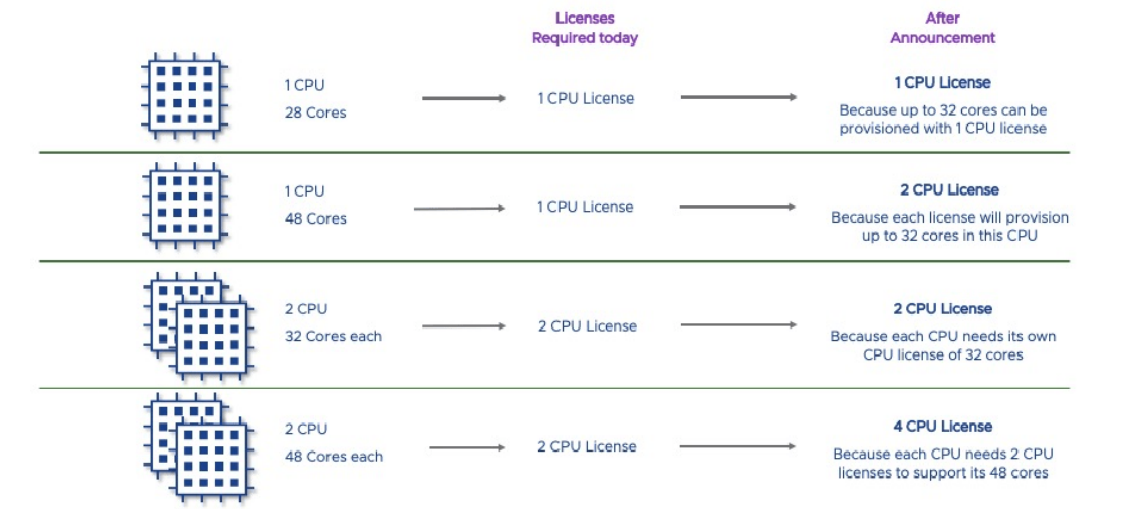 Licenses
Required today
After
Announcement
1 CPU
28 Cores
1 CPU License
1 CPU License
Because up to 32 cores can be
provisioned with 1 CPU license
1 CPU
48 Cores
1 CPU License
2 CPU License
Because each license will provision
up to 32 cores in this CPU
2 CPU
32 Cores each
2 CPU License
2 CPU License
Because each CPU needs its own
CPU license of 32 cores
2 CPU
48 Cores each
2 CPU License
4 CPU License
Because each CPU needs 2 CPU
licenses to support its 48 cores